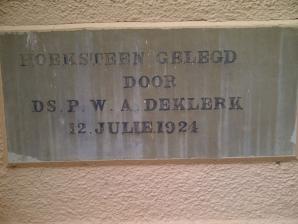 HOEKSTEEN GELEGD
DOOR
DS. P. W. A. DEKLERK
12. JULIE.1924